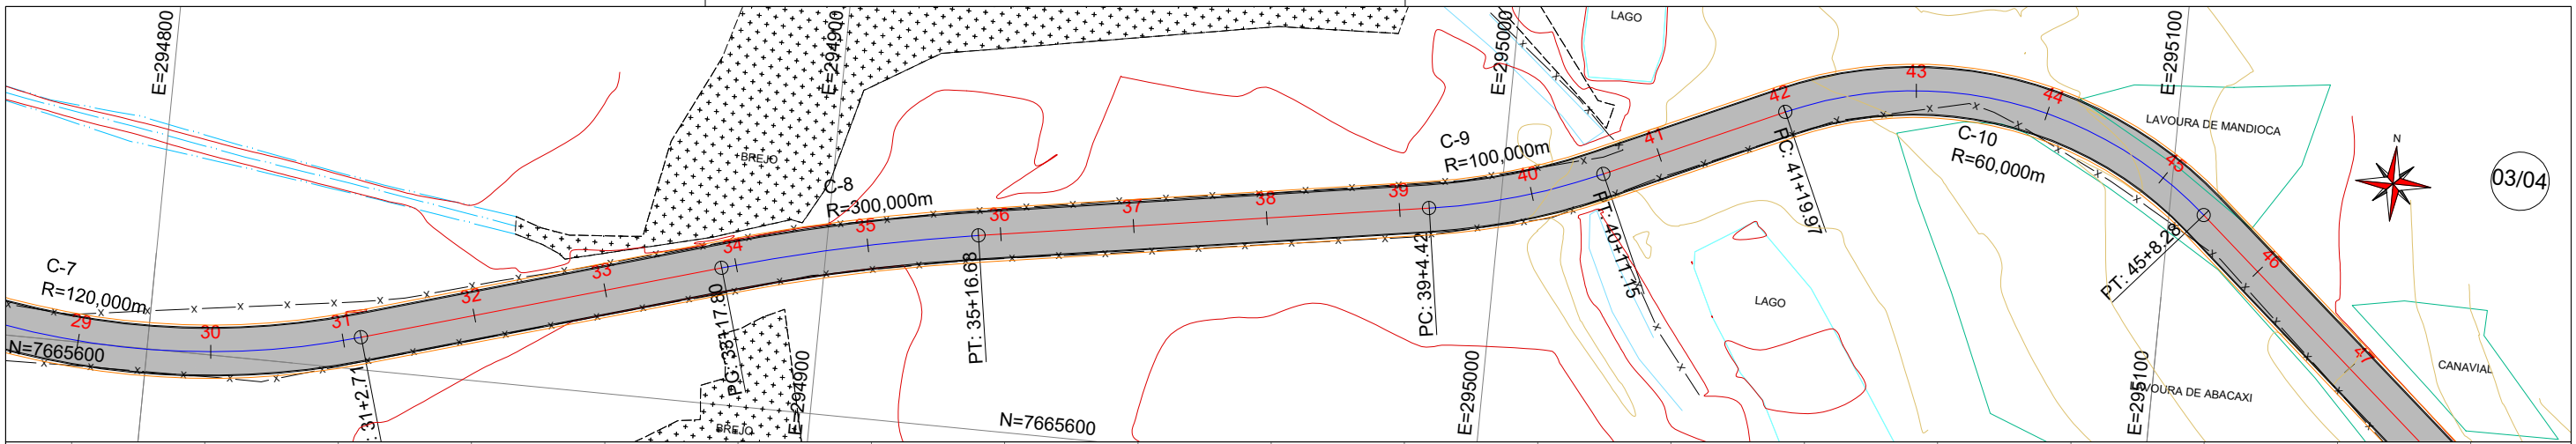 E=294800
E=294900
E=295000
LAGO
E=295100
C-7
R=120,000m
29
30
31
32
33
34
35
36
37
38
39
40
41
42
43
44
45
46
47
BREJO
C-8
R=300,000m
C-9
R=100,000m
C-10
R=60,000m
LAVOURA DE MANDIOCA
N
03/04
N=7665600
: 31+2.71
33+17.80
PT: 35+16.63
PC: 39+4.42
PT: 40+11.15
PC: 41+19.97
PT: 45+8.28
LAGO
BREJO
E=294900
N=7665600
E=295000
E=295100
DE ABACAXI
CANAVIAL